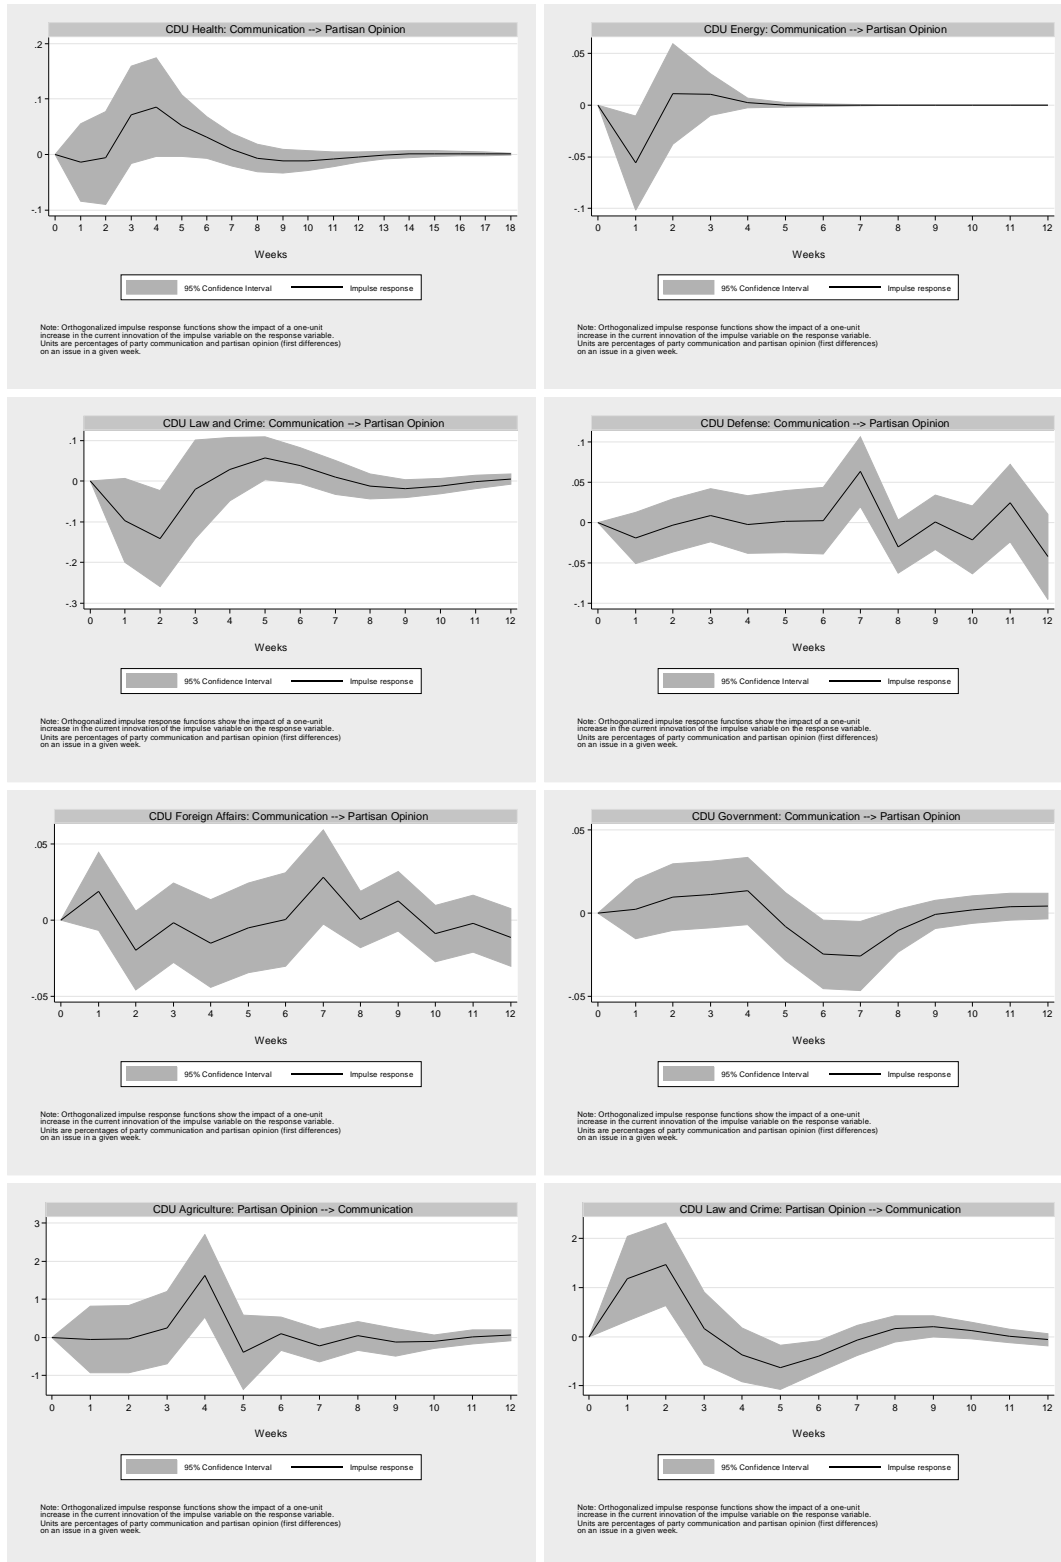 CDU Health: Communication --> Partisan Opinion
.2
.1
0
-.1
0 1 2 3 4 5 6 7 8 9 10 11 12 13 14 15 16 17 18
Weeks
95% Confidence Interval Impulse response
Note: Orthogonalized impulse response functions show the impact of a one-unit
increase in the current innovation of the impulse variable on the response variable.
Units are percentages of party communication and partisan opinion (first differences)
on an issue in a given week.
CDU Energy: Communication --> Partisan Opinion
.05
0
-.05
-.1
0 1 2 3 4 5 6 7 8 9 10 11 12
Weeks
95% Confidence Interval Impulse response
Note: Orthogonalized impulse response functions show the impact of a one-unit
increase in the current innovation of the impulse variable on the response variable.
Units are percentages of party communication and partisan opinion (first differences)
on an issue in a given week.
CDU Law and Crime: Communication --> Partisan Opinion
.1
0
-.1
-.2
-.3
0 1 2 3 4 5 6 7 8 9 10 11 12
Weeks
95% Confidence Interval Impulse response
Note: Orthogonalized impulse response functions show the impact of a one-unit
increase in the current innovation of the impulse variable on the response variable.
Units are percentages of party communication and partisan opinion (first differences)
on an issue in a given week.
CDU Defense: Communication --> Partisan Opinion
.1
.05
0
-.05
-.1
0 1 2 3 4 5 6 7 8 9 10 11 12
Weeks
95% Confidence Interval Impulse response
Note: Orthogonalized impulse response functions show the impact of a one-unit
increase in the current innovation of the impulse variable on the response variable.
Units are percentages of party communication and partisan opinion (first differences)
on an issue in a given week.
CDU Foreign Affairs: Communication --> Partisan Opinion
.05
0
-.05
0 1 2 3 4 5 6 7 8 9 10 11 12
Weeks
95% Confidence Interval Impulse response
Note: Orthogonalized impulse response functions show the impact of a one-unit
increase in the current innovation of the impulse variable on the response variable.
Units are percentages of party communication and partisan opinion (first differences)
on an issue in a given week.
CDU Government: Communication --> Partisan Opinion
.05
0
-.05
0 1 2 3 4 5 6 7 8 9 10 11 12
Weeks
95% Confidence Interval Impulse response
Note: Orthogonalized impulse response functions show the impact of a one-unit
increase in the current innovation of the impulse variable on the response variable.
Units are percentages of party communication and partisan opinion (first differences)
on an issue in a given week.
CDU Agriculture: Partisan Opinion --> Communication
3
2
1
0
-1
0 1 2 3 4 5 6 7 8 9 10 11 12
Weeks
95% Confidence Interval Impulse response
Note: Orthogonalized impulse response functions show the impact of a one-unit
increase in the current innovation of the impulse variable on the response variable.
Units are percentages of party communication and partisan opinion (first differences)
on an issue in a given week.
CDU Law and Crime: Partisan Opinion --> Communication
2
1
0
-1
0 1 2 3 4 5 6 7 8 9 10 11 12
Weeks
95% Confidence Interval Impulse response
Note: Orthogonalized impulse response functions show the impact of a one-unit
increase in the current innovation of the impulse variable on the response variable.
Units are percentages of party communication and partisan opinion (first differences)
on an issue in a given week.